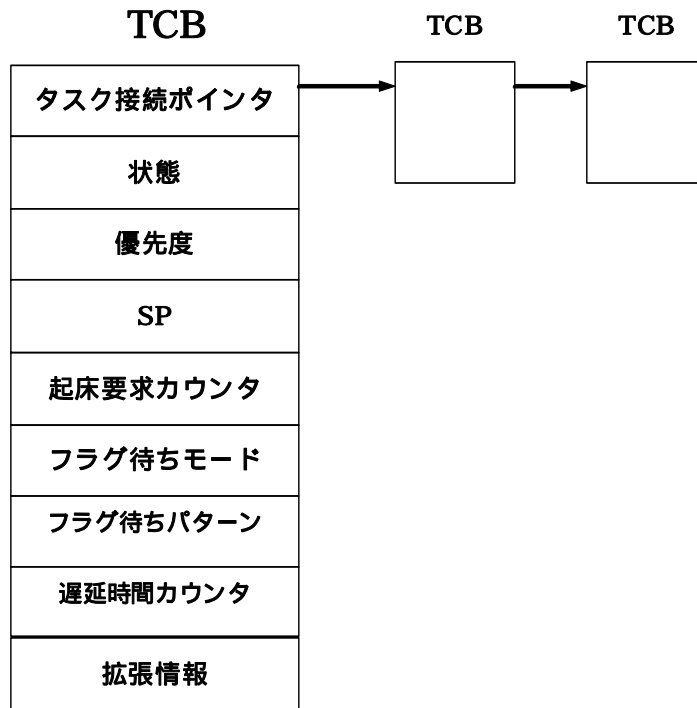 TCB
TCB
TCB
タスク接続ポインタ
状態
優先度
SP
起床要求カウンタ
フラグ待ちモード
フラグ待ちパターン
遅延時間カウンタ
拡張情報